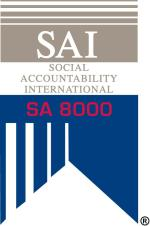 SAI
SOCIAL
ACCOUNTABILITY
INTERNATIONAL
SA 8000
®